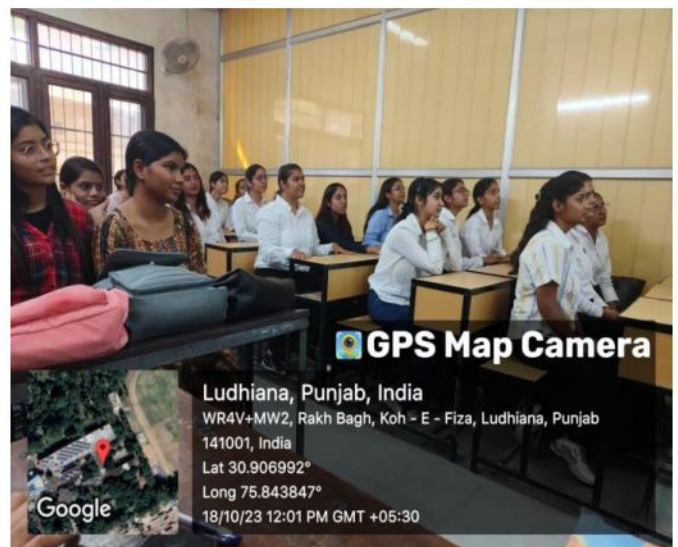 GPS Map Camera
Ludhiana, Punjab, India
WR4V+MW2, Rakh Bagh, Koh - E - Fiza, Ludhiana, Punjab
141001, India
Lat 30.906992°
Long 75.843847°
18/10/23 12:01 PM GMT +05:30
Google